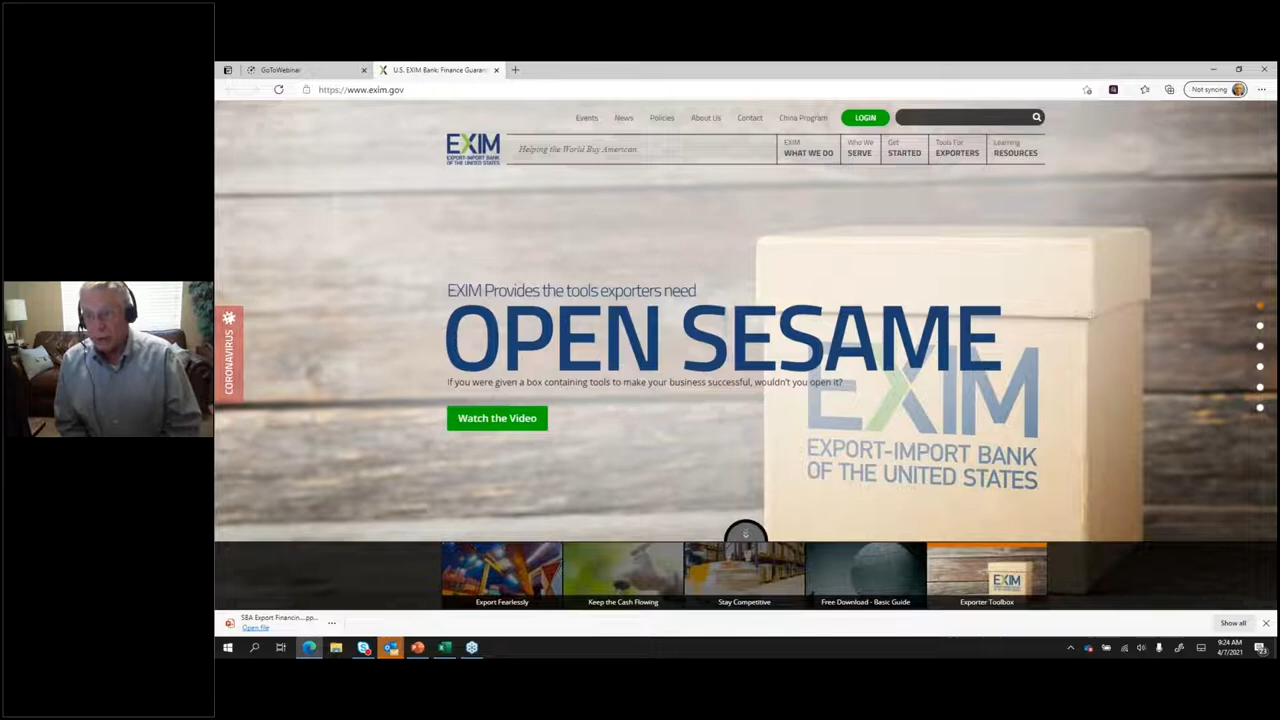 GoToWebinar
U.S. EXIM Bank: Finance Guaran
https://www.exim.gov
Not syncing
Events
News
Policies
About Us
Contact
China Program
LOGIN
EXIM
EXPORT-IMPORT BANK
OF THE UNITED STATES
Helping the World Buy American.
EXIM
WHAT WE DO
Who We
SERVE
Get
STARTED
Tools For
EXPORTERS
Learning
RESOURCES
EXIM Provides the tools exporters need
OPEN SESAME
If you were given a box containing tools to make your business successful, wouldn't you open it?
Watch the Video
CORONAVIRUS
EXIM
EXPORT-IMPORT BANK
OF THE UNITED STATES
EXIM
Export Fearlessly
Keep the Cash Flowing
Stay Competitive
Free Download - Basic Guide
Exporter Toolbox
SBA Export Financin....pp...
Open file
Show all
9:24 AM
4/7/2021
23